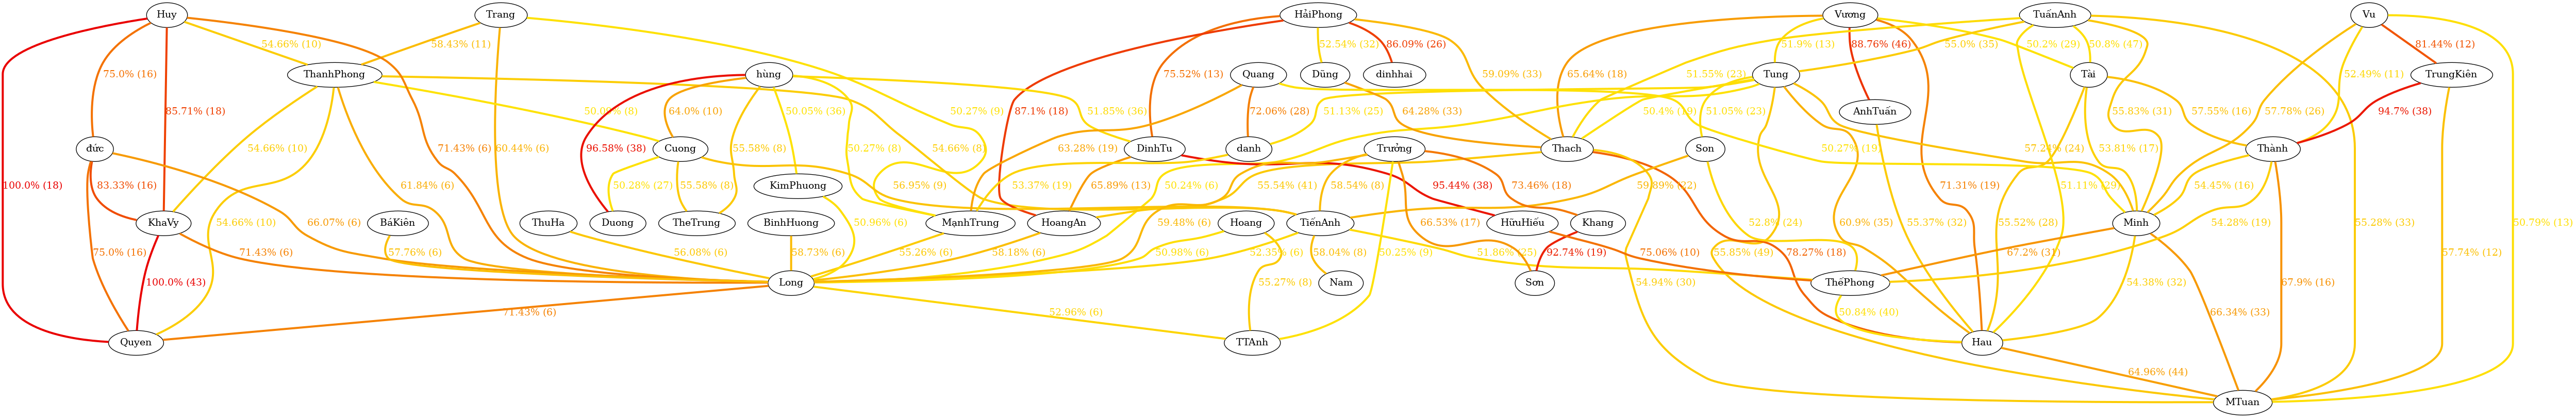 Huy
Trang
HảiPhong
Vương
TuấnAnh
Vu
54.66% (10)
58.43% (11)
52.54% (32)
86.09% (26)
51.9% (13)
88.76% (46)
55.0% (35)
50.2% (29)
50.8% (47)
81.44% (12)
75.0% (16)
ThanhPhong
hùng
75.52% (13)
Quang
Dũng
dinhhai
59.09% (33)
65.64% (18)
51.55% (23)
Tung
Tài
52.49% (11)
TrungKiên
85.71% (18)
50.0% (8)
64.0% (10)
50.05% (36)
50.27% (9)
51.85% (36)
87.1% (18)
72.06% (28)
51.13% (25)
64.28% (33)
50.4% (19)
51.05% (23)
AnhTuấn
55.83% (31)
57.55% (16)
57.78% (26)
94.7% (38)
đức
54.66% (10)
71.43% (6)
60.44% (6)
96.58% (38)
Cuong
55.58% (8)
50.27% (8)
54.66% (8)
DinhTu
63.28% (19)
danh
Trưởng
Thach
Son
50.27% (19)
57.24% (24)
53.81% (17)
Thành
100.0% (18)
83.33% (16)
61.84% (6)
50.28% (27)
55.58% (8)
KimPhuong
56.95% (9)
53.37% (19)
65.89% (13)
50.24% (6)
55.54% (41)
58.54% (8)
95.44% (38)
73.46% (18)
59.89% (22)
71.31% (19)
51.11% (29)
54.45% (16)
KhaVy
54.66% (10)
66.07% (6)
BáKiên
ThuHa
Duong
TheTrung
BinhHuong
50.96% (6)
MạnhTrung
HoangAn
59.48% (6)
Hoang
TiếnAnh
66.53% (17)
HữuHiếu
Khang
52.8% (24)
60.9% (35)
55.37% (32)
55.52% (28)
Minh
54.28% (19)
55.28% (33)
50.79% (13)
75.0% (16)
71.43% (6)
57.76% (6)
56.08% (6)
58.73% (6)
55.26% (6)
58.18% (6)
50.98% (6)
52.35% (6)
58.04% (8)
50.25% (9)
51.86% (25)
92.74% (19)
75.06% (10)
55.85% (49)
78.27% (18)
67.2% (31)
57.74% (12)
100.0% (43)
Long
55.27% (8)
Nam
Sơn
54.94% (30)
ThếPhong
54.38% (32)
67.9% (16)
71.43% (6)
52.96% (6)
50.84% (40)
66.34% (33)
Quyen
TTAnh
Hau
64.96% (44)
MTuan